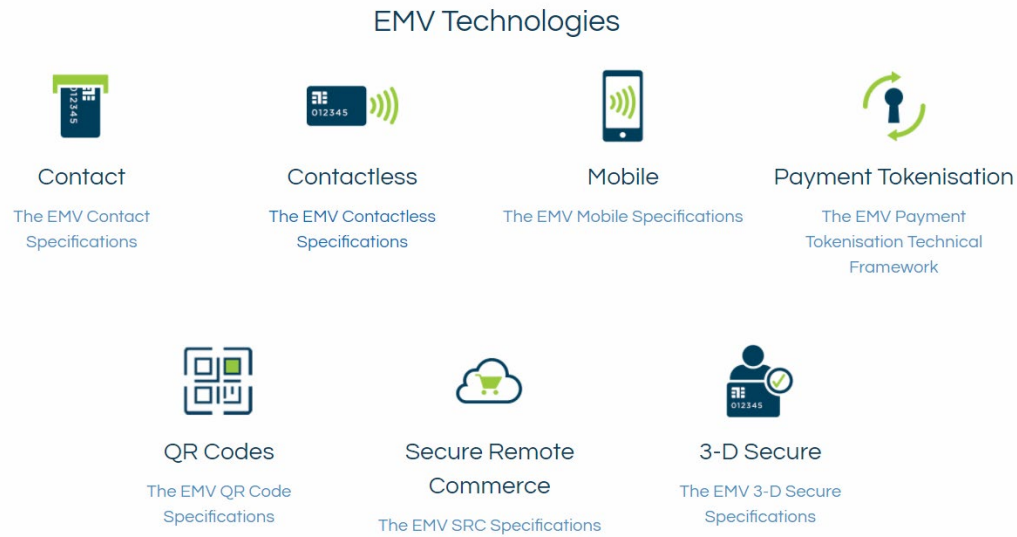 EMV Technologies
012345
012345
Contact
Contactless
Mobile
Payment Tokenisation
The EMV Contact
Specifications
The EMV Contactless
Specifications
The EMV Mobile Specifications
The EMV Payment
Tokenisation Technical
Framework
012345
QR Codes
Secure Remote
Commerce
3-D Secure
The EMV QR Code
Specifications
The EMV SRC Specifications
The EMV 3-D Secure
Specifications